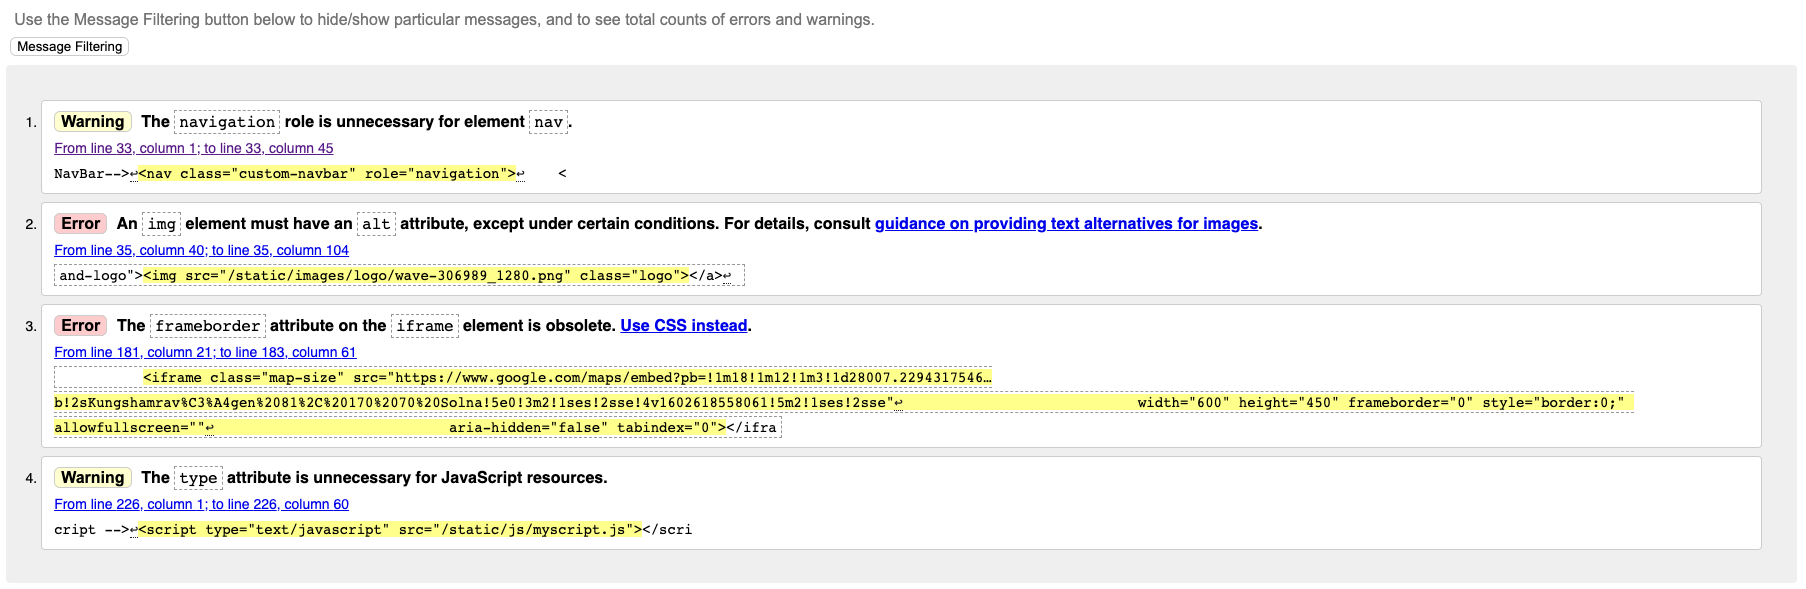 Use the Message Filtering button below to hide/show particular messages, and to see total counts of errors and warnings.
Message Filtering
1. Warning The navigation role is unnecessary for element nav.
From line 33, column 1; to line 33, column 45
NavBar-->↩<nav class="custom-navbar" role="navigation">↩    <
2. Error An img element must have an alt attribute, except under certain conditions. For details, consult guidance on providing text alternatives for images.
From line 35, column 40; to line 35, column 104
and-logo"><img src="/static/images/logo/wave-306989_1280.png" class="logo"></a>↩
3. Error The frameborder attribute on the iframe element is obsolete. Use CSS instead.
From line 181, column 21; to line 183, column 61
<iframe class="map-size" src="https://www.google.com/maps/embed?pb=!1m18!1m12!1m3!1d28007.2294317546…
b!2sKungshamrav%C3%A4gen%2081%2C%20170%2070%20Solna!5e0!3m2!1ses!2sse!4v1602618558061!5m2!1ses!2sse"↩ width="600" height="450" frameborder="0" style="border:0;"
allowfullscreen=""↩ aria-hidden="false" tabindex="0"></ifra
4. Warning The type attribute is unnecessary for JavaScript resources.
From line 226, column 1; to line 226, column 60
cript -->↩<script type="text/javascript" src="/static/js/myscript.js"></scri